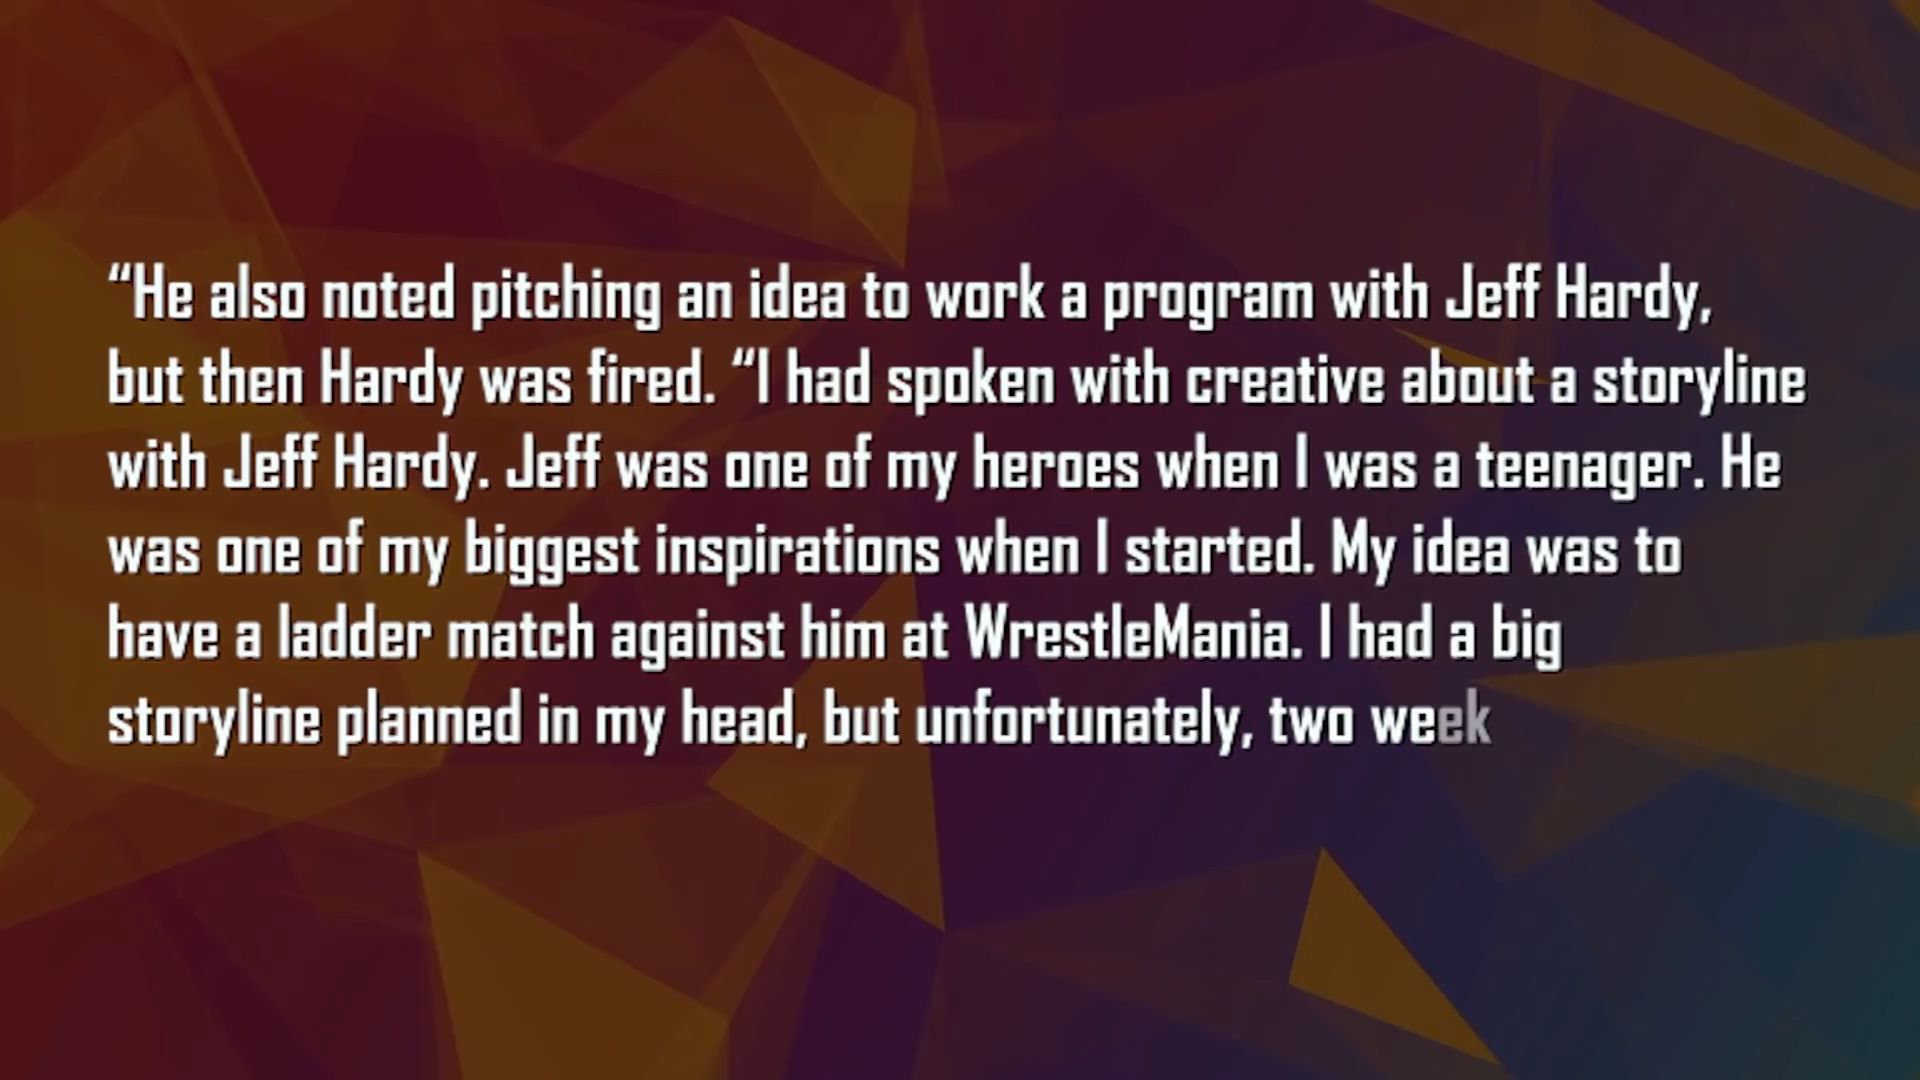 “He also noted pitching an idea to work a program with Jeff Hardy,
but then Hardy was fired. “I had spoken with creative about a storyline
with Jeff Hardy. Jeff was one of my heroes when I was a teenager. He
was one of my biggest inspirations when I started. My idea was to
have a ladder match against him at WrestleMania. I had a big
storyline planned in my head, but unfortunately, two week